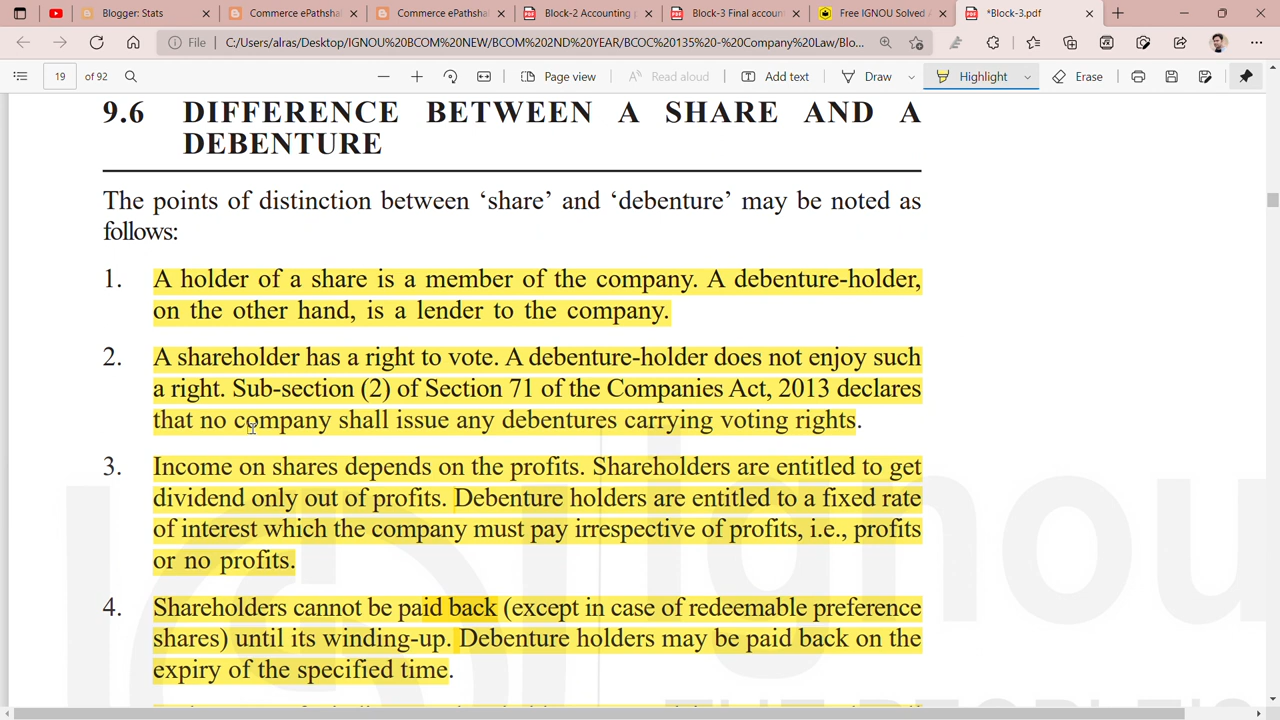 Blogger: Stats
Commerce ePathsha
Commerce ePathsha
Block-2 Accounting
Block-3 Final accoun
Free IGNOU Solved
*Block-3.pdf
File
C:/Users/alras/Desktop/IGNOU%20BCOM%20NEW/BCOM%202ND%20YEAR/BCOC%20135%20-%20Company%20Law/Blo...
19 of 92
Page view
Read aloud
Add text
Draw
Highlight
Erase
9.6 DIFFERENCE BETWEEN A SHARE AND A
DEBENTURE
The points of distinction between ‘share’ and ‘debenture’ may be noted as
follows:
1. A holder of a share is a member of the company. A debenture-holder,
on the other hand, is a lender to the company.
2. A shareholder has a right to vote. A debenture-holder does not enjoy such
a right. Sub-section (2) of Section 71 of the Companies Act, 2013 declares
that no company shall issue any debentures carrying voting rights.
3. Income on shares depends on the profits. Shareholders are entitled to get
dividend only out of profits. Debenture holders are entitled to a fixed rate
of interest which the company must pay irrespective of profits, i.e., profits
or no profits.
4. Shareholders cannot be paid back (except in case of redeemable preference
shares) until its winding-up. Debenture holders may be paid back on the
expiry of the specified time.
ignou